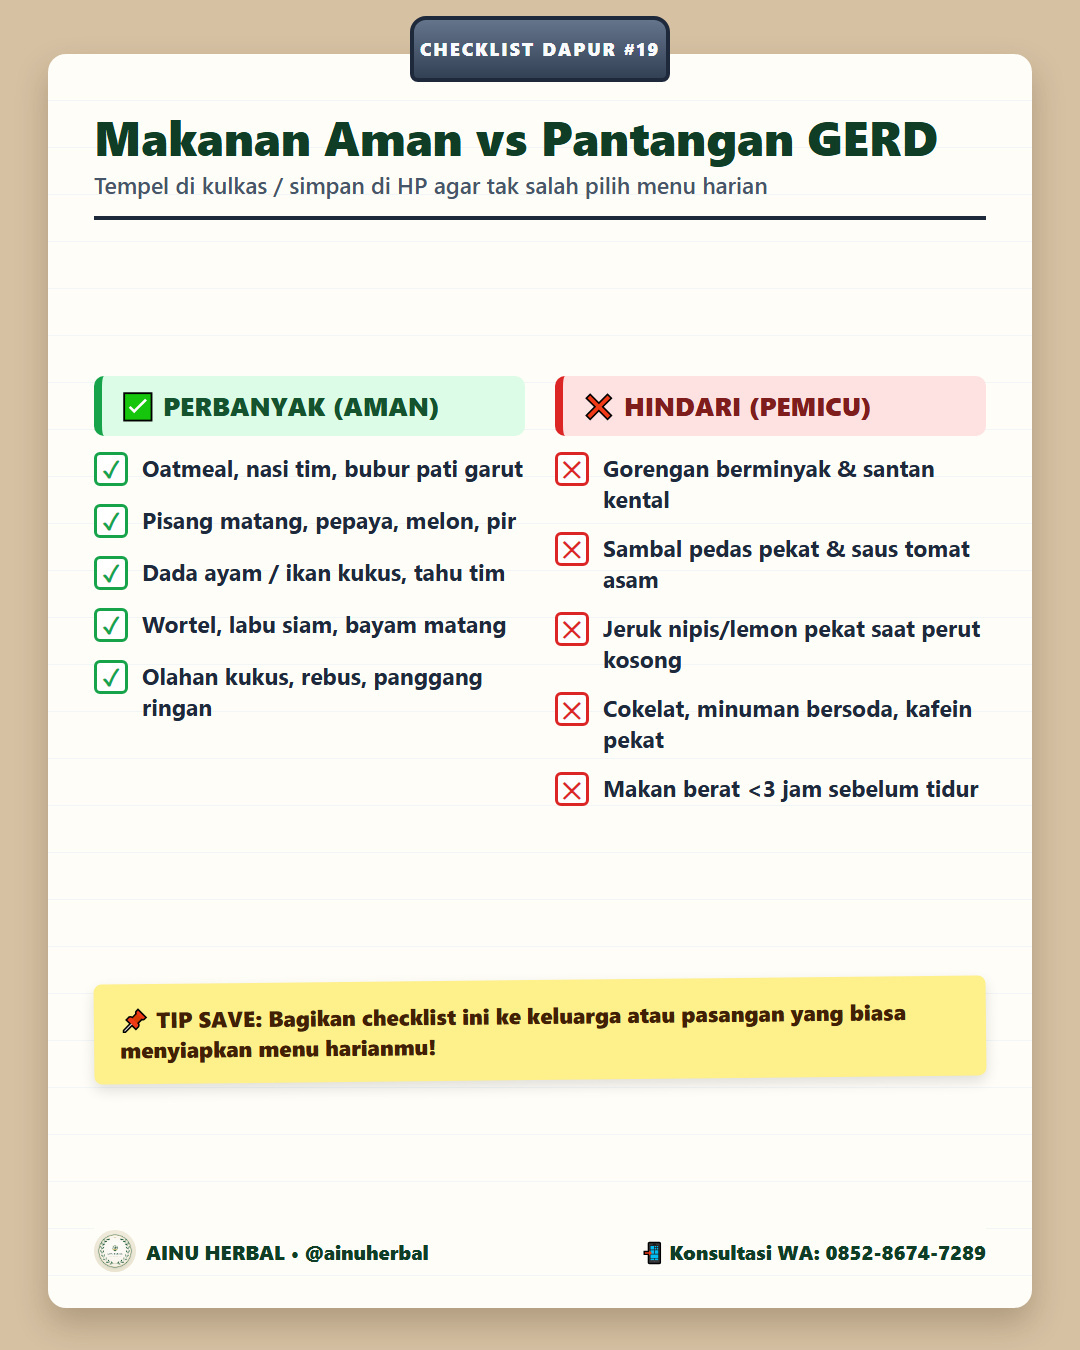 CHECKLIST DAPUR #19
Makanan Aman vs Pantangan GERD
Tempel di kulkas / simpan di HP agar tak salah pilih menu harian
✅ PERBANYAK (AMAN)
Oatmeal, nasi tim, bubur pati garut
Pisang matang, pepaya, melon, pir
Dada ayam / ikan kukus, tahu tim
Wortel, labu siam, bayam matang
Olahan kukus, rebus, panggang
ringan
❌ HINDARI (PEMICU)
Gorengan berminyak & santan
kental
Sambal pedas pekat & saus tomat
asam
Jeruk nipis/lemon pekat saat perut
kosong
Cokelat, minuman bersoda, kafein
pekat
Makan berat <3 jam sebelum tidur
📌 TIP SAVE: Bagikan checklist ini ke keluarga atau pasangan yang biasa
menyiapkan menu harianmu!
AINU HERBAL • @ainuherbal
📲 Konsultasi WA: 0852-8674-7289